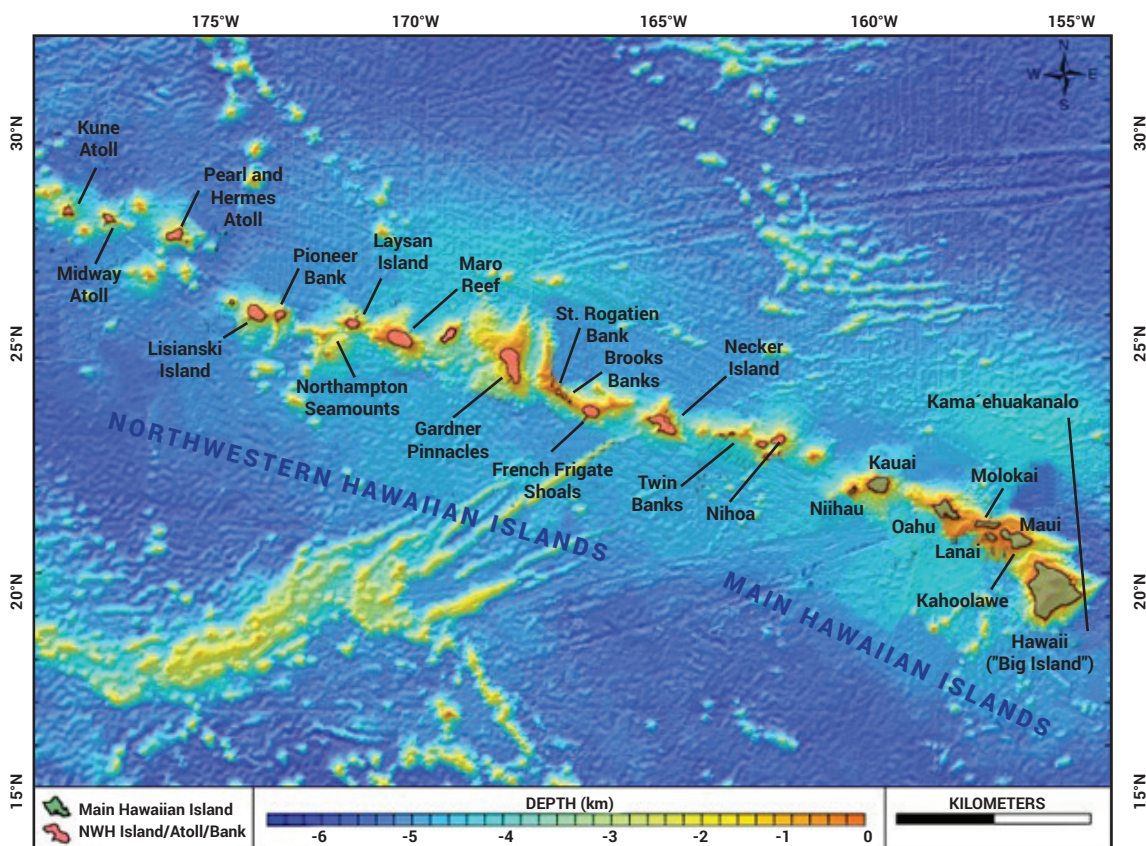 175°W 170°W 165°W 160°W 155°W
N
W E
S
30°N
30°N
Kune
Atoll
Pearl and
Hermes
Atoll
Midway
Atoll
Pioneer
Bank
Laysan
Island
Maro
Reef
Lisianski
Island
Northampton
Seamounts
25°N
25°N
St. Rogatien
Bank
Brooks
Banks
Necker
Island
Gardner
Pinnacles
French Frigate
Shoals
Twin
Banks
Nihoa
Kama´ehuakanalo
Kauai
Niihau
Molokai
Oahu
Maui
Lanai
Kahoolawe
Hawaii
("Big Island")
NORTHWESTERN HAWAIIAN ISLANDS
MAIN HAWAIIAN ISLANDS
20°N
20°N
15°N
15°N
Main Hawaiian Island
NWH Island/Atoll/Bank
DEPTH (km)
-6 -5 -4 -3 -2 -1 0
KILOMETERS